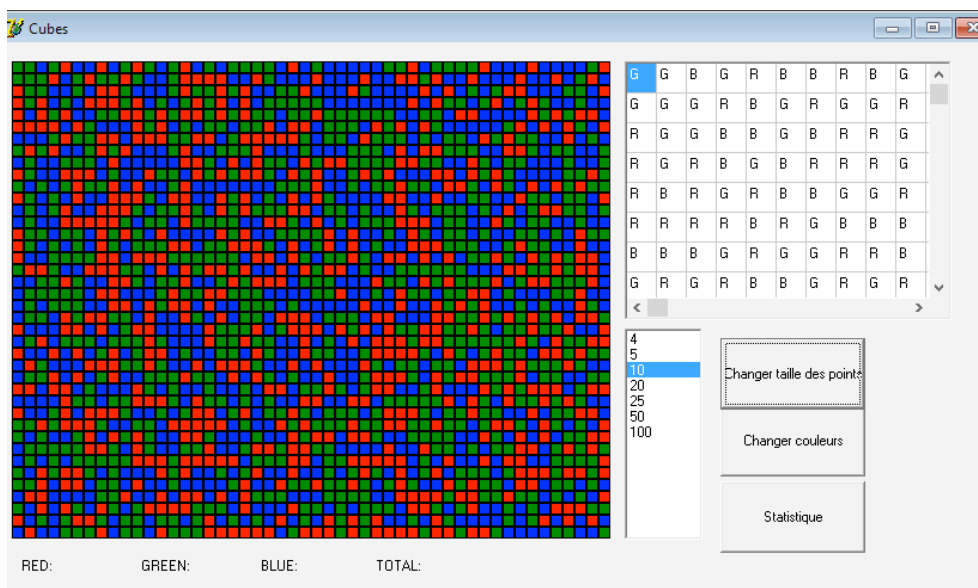 Cubes
G G B G R B B R B G
G G G R B G R G G R
R G G B B G B R R G
R G R B G B R R R G
R B R G R B B G G R
R R R R B R G B B B
B B B G R G G R R B
G R G R B B G R G R
4
5
10
20
25
50
100
Changer taille des points
Changer couleurs
Statistique
RED: GREEN: BLUE: TOTAL: